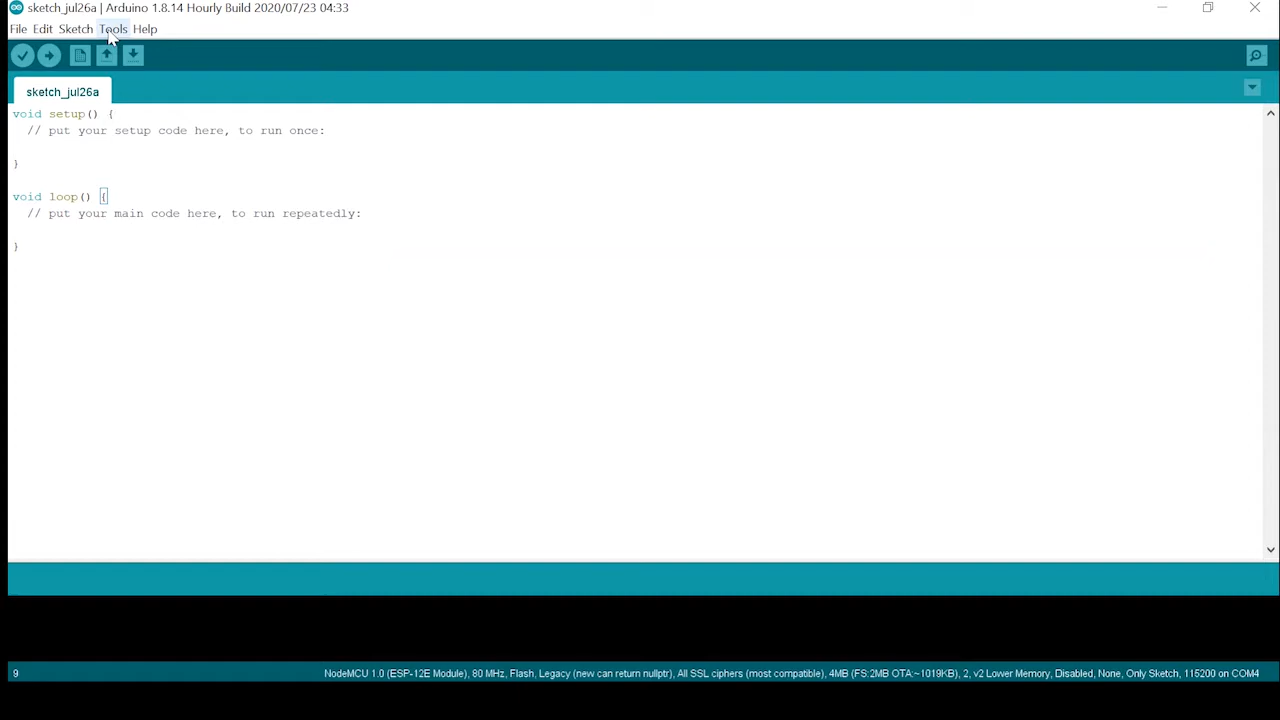 sketch_jul26a | Arduino 1.8.14 Hourly Build 2020/07/23 04:33
File Edit Sketch Tools Help
sketch_jul26a
void setup() {
  // put your setup code here, to run once:
}
void loop() {
  // put your main code here, to run repeatedly:
}
9 NodeMCU 1.0 (ESP-12E Module), 80 MHz, Flash, Legacy (new can return nullptr), All SSL ciphers (most compatible), 4MB (FS:2MB OTA:~1019KB), 2, v2 Lower Memory, Disabled, None, Only Sketch, 115200 on COM4